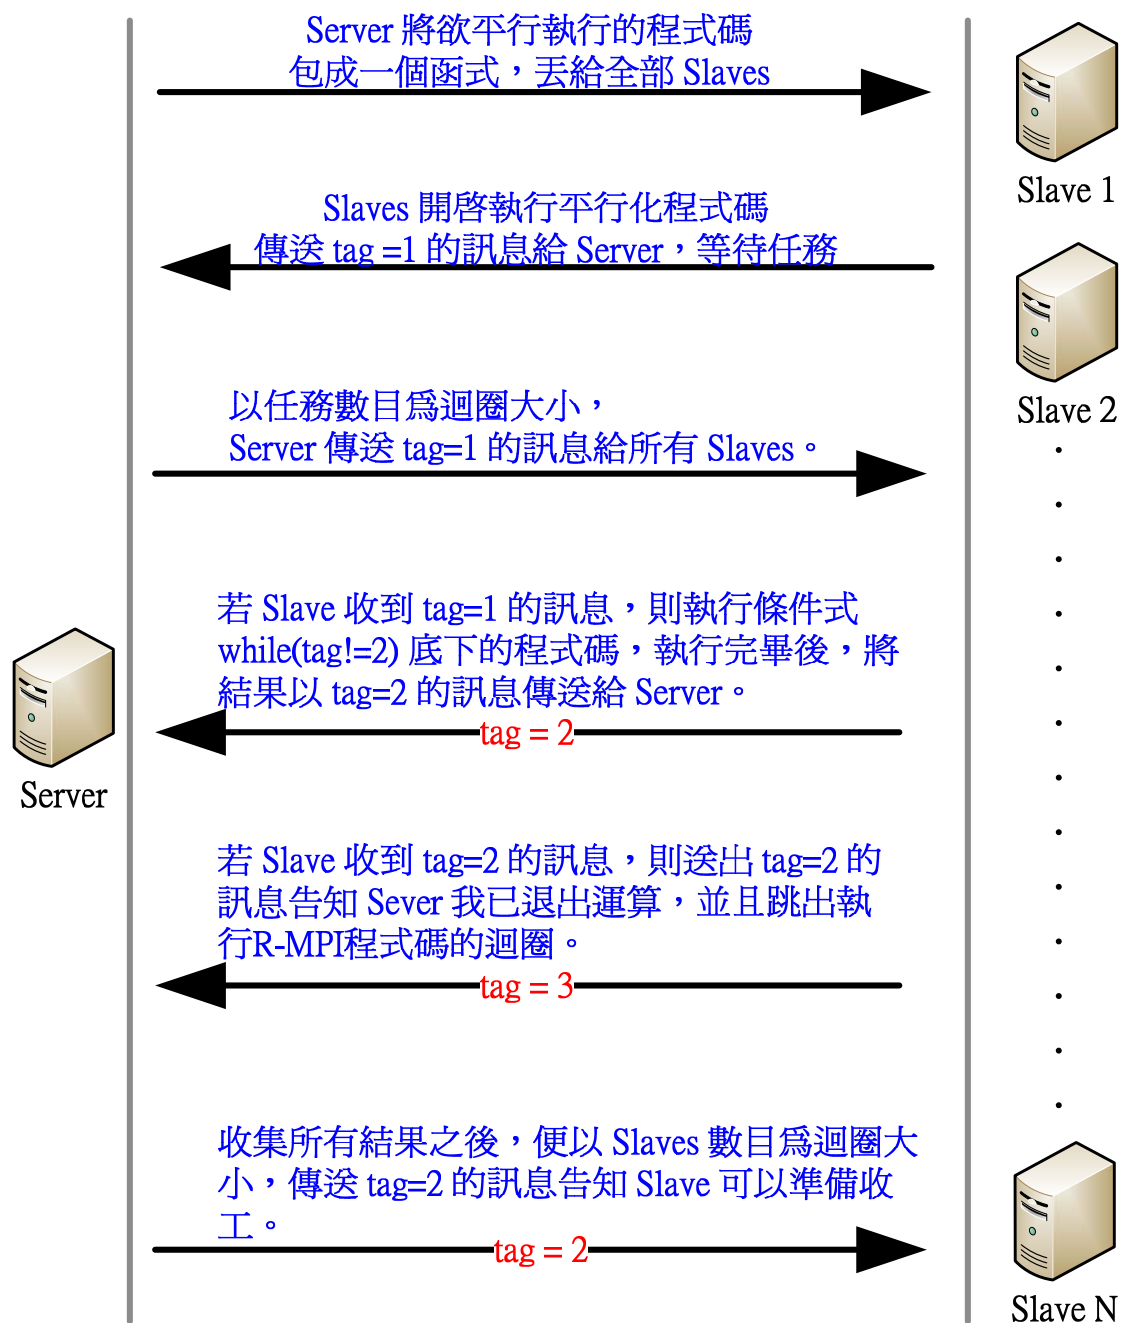 Server 將欲平行執行的程式碼
包成一個函式，丟給全部 Slaves
Slave 1
Slaves 開啓執行平行化程式碼
傳送 tag =1 的訊息給 Server，等待任務
Slave 2
以任務數目爲迴圈大小，
Server 傳送 tag=1 的訊息給所有 Slaves。
若 Slave 收到 tag=1 的訊息，則執行條件式
while(tag!=2) 底下的程式碼，執行完畢後，將
結果以 tag=2 的訊息傳送給 Server。
tag = 2
Server
若 Slave 收到 tag=2 的訊息，則送出 tag=2 的
訊息告知 Sever 我已退出運算，並且跳出執
行R-MPI程式碼的迴圈。
tag = 3
收集所有結果之後，便以 Slaves 數目爲迴圈大
小，傳送 tag=2 的訊息告知 Slave 可以準備收
工。
tag = 2
Slave N